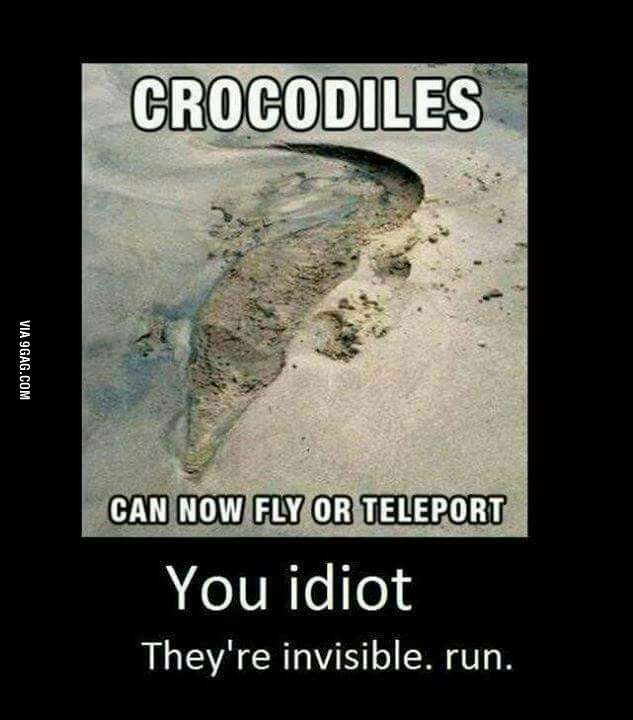 CROCODILES
CAN NOW FLY OR TELEPORT
You idiot
They're invisible. run.
VIA 9GAG.COM